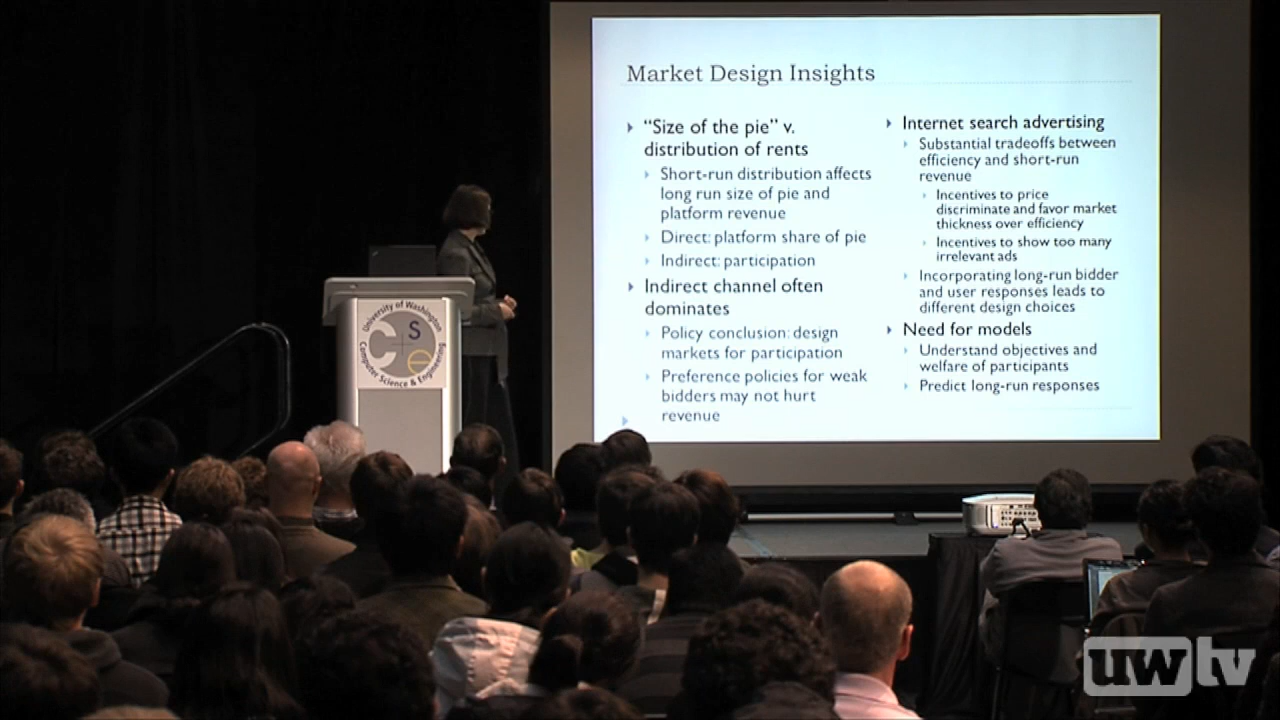 Market Design Insights
"Size of the pie" v.
distribution of rents
Short-run distribution affects
long run size of pie and
platform revenue
Direct: platform share of pie
Indirect: participation
Indirect channel often
dominates
Policy conclusion: design
markets for participation
Preference policies for weak
bidders may not hurt
revenue
Internet search advertising
Substantial tradeoffs between
efficiency and short-run
revenue
Incentives to price
discriminate and favor market
thickness over efficiency
Incentives to show too many
irrelevant ads
Incorporating long-run bidder
and user responses leads to
different design choices
Need for models
Understand objectives and
welfare of participants
Predict long-run responses
University of Washington
C S
+
e
Computer Science & Engineering
uwtv